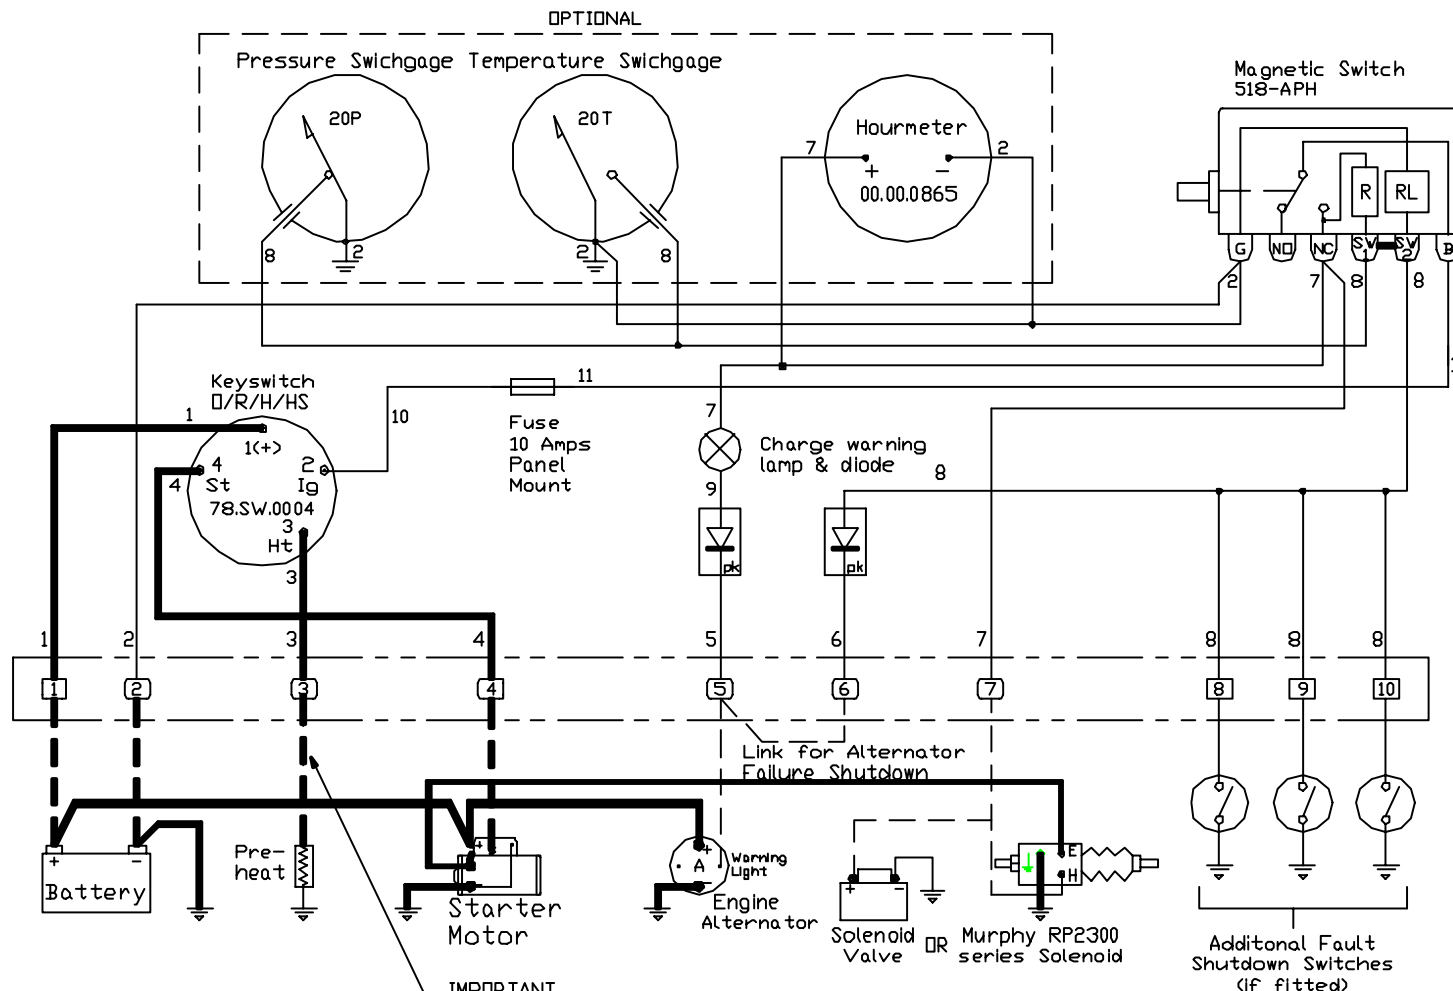 OPTIONAL
Pressure Swichgage Temperature Swichgage
Magnetic Switch
518-APH
20P
20T
Hourmeter
7
2
+ -
00.00.0865
R
RL
8
2
2
8
G
NO
NC
SW
1
SW
2
B
2
7
8
8
Keyswitch
O/R/H/HS
1
1(+)
4
St
4
2
Ig
78.SW.0004
3
Ht
3
10
11
Fuse
10 Amps
Panel
Mount
7
Charge warning
lamp & diode
9
8
pk
pk
1
2
3
4
5
6
7
8
8
8
1
2
3
4
5
6
7
8
9
10
Link for Alternator
Failure Shutdown
+ -
Battery
Pre-
heat
+
-
Starter
Motor
+
A
-
Warning
Light
Engine
Alternator
+ -
Solenoid
Valve
OR
E
H
Murphy RP2300
series Solenoid
Additonal Fault
Shutdown Switches
(if fitted)
IMPORTANT